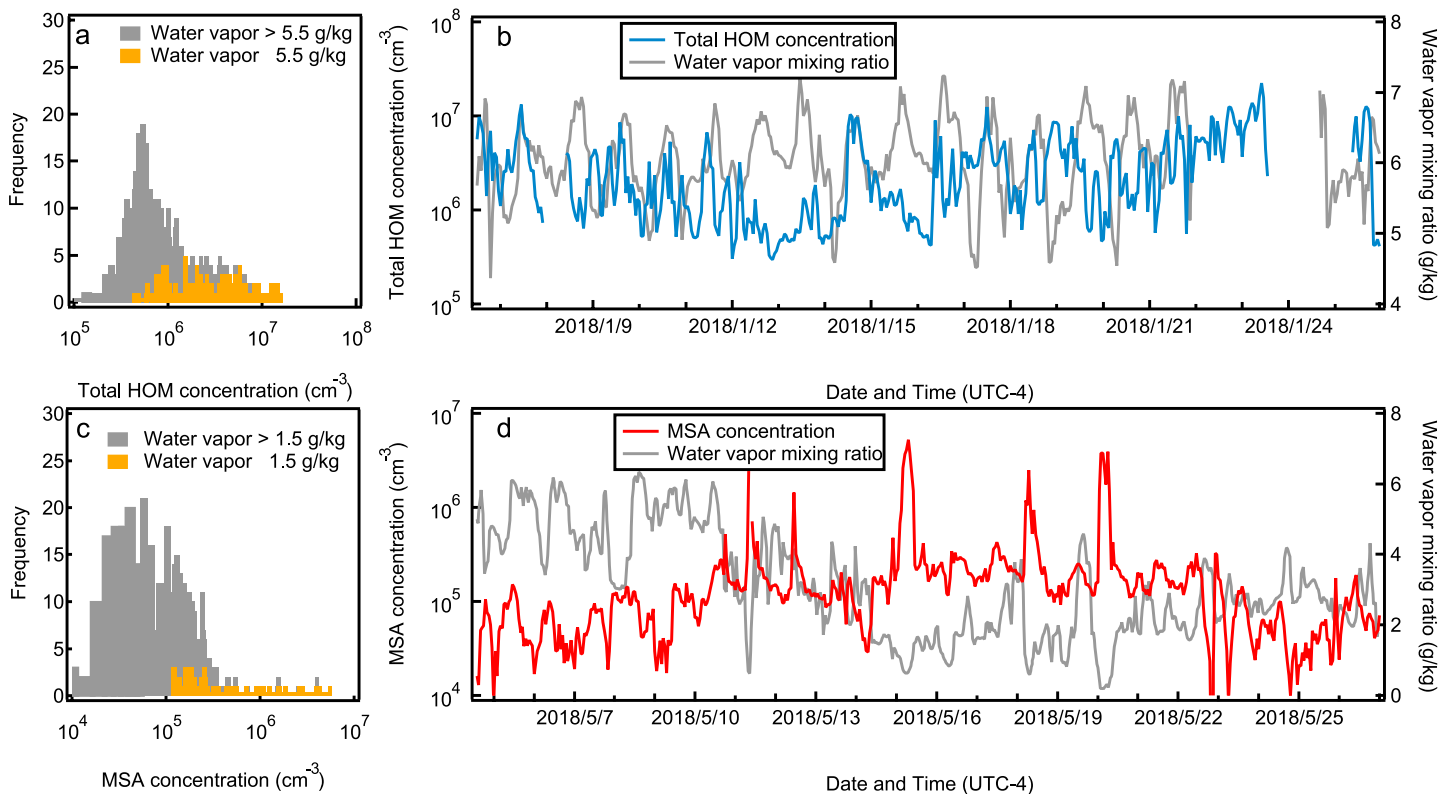 a
Water vapor > 5.5 g/kg
Water vapor 5.5 g/kg
Frequency
30
25
20
15
10
5
0
10^5
10^6
10^7
10^8
Total HOM concentration (cm^-3)
b
Total HOM concentration
Water vapor mixing ratio
Total HOM concentration (cm^-3)
10^8
10^7
10^6
10^5
8
7
6
5
4
Water vapor mixing ratio (g/kg)
2018/1/9
2018/1/12
2018/1/15
2018/1/18
2018/1/21
2018/1/24
Date and Time (UTC-4)
c
Water vapor > 1.5 g/kg
Water vapor 1.5 g/kg
Frequency
30
25
20
15
10
5
0
10^4
10^5
10^6
10^7
MSA concentration (cm^-3)
d
MSA concentration
Water vapor mixing ratio
MSA concentration (cm^-3)
10^7
10^6
10^5
10^4
8
6
4
2
0
Water vapor mixing ratio (g/kg)
2018/5/7
2018/5/10
2018/5/13
2018/5/16
2018/5/19
2018/5/22
2018/5/25
Date and Time (UTC-4)